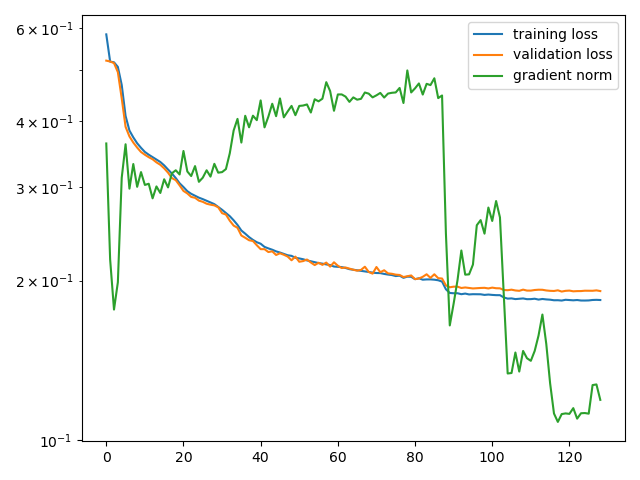 6 × 10⁻¹
4 × 10⁻¹
3 × 10⁻¹
2 × 10⁻¹
10⁻¹
training loss
validation loss
gradient norm
0 20 40 60 80 100 120